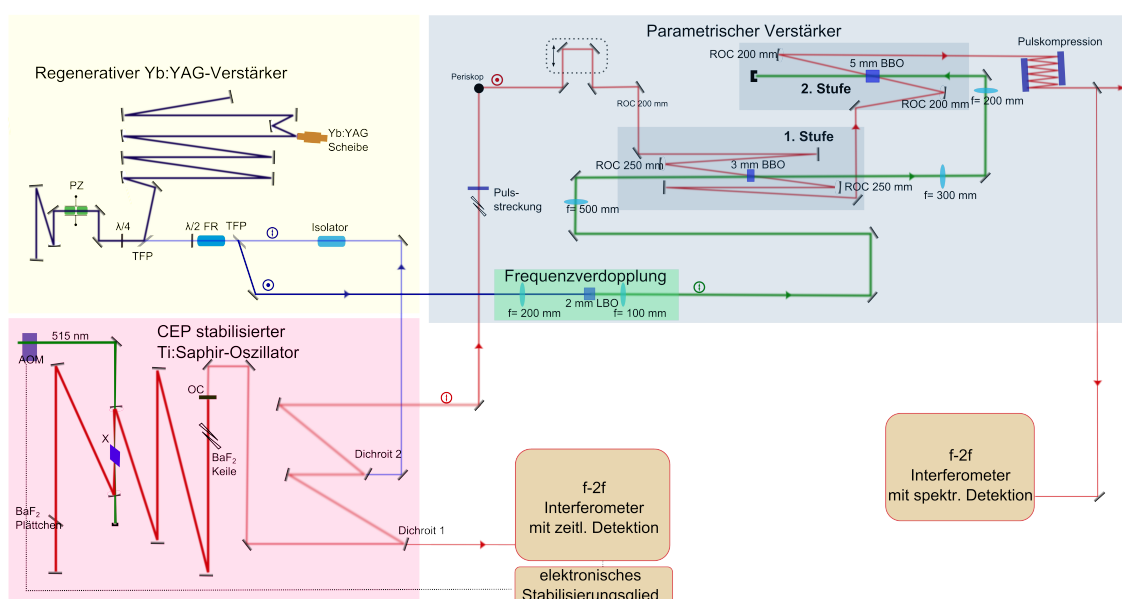 Regenerativer Yb:YAG-Verstärker
Yb:YAG
Scheibe
PZ
λ/4
TFP
λ/2 FR
TFP
Isolator
Parametrischer Verstärker
Periskop
ROC 200 mm
ROC 200 mm
5 mm BBO
2. Stufe
ROC 200 mm
f= 200 mm
Pulskompression
1. Stufe
ROC 250 mm
3 mm BBO
ROC 250 mm
f= 300 mm
f= 500 mm
Puls-
streckung
Frequenzverdopplung
2 mm LBO
f= 200 mm
f= 100 mm
CEP stabilisierter
Ti:Saphir-Oszillator
515 nm
AOM
OC
X
BaF2
Keile
BaF2
Plättchen
Dichroit 2
Dichroit 1
f-2f
Interferometer
mit zeitl. Detektion
elektronisches
Stabilisierungsglied
f-2f
Interferometer
mit spektr. Detektion